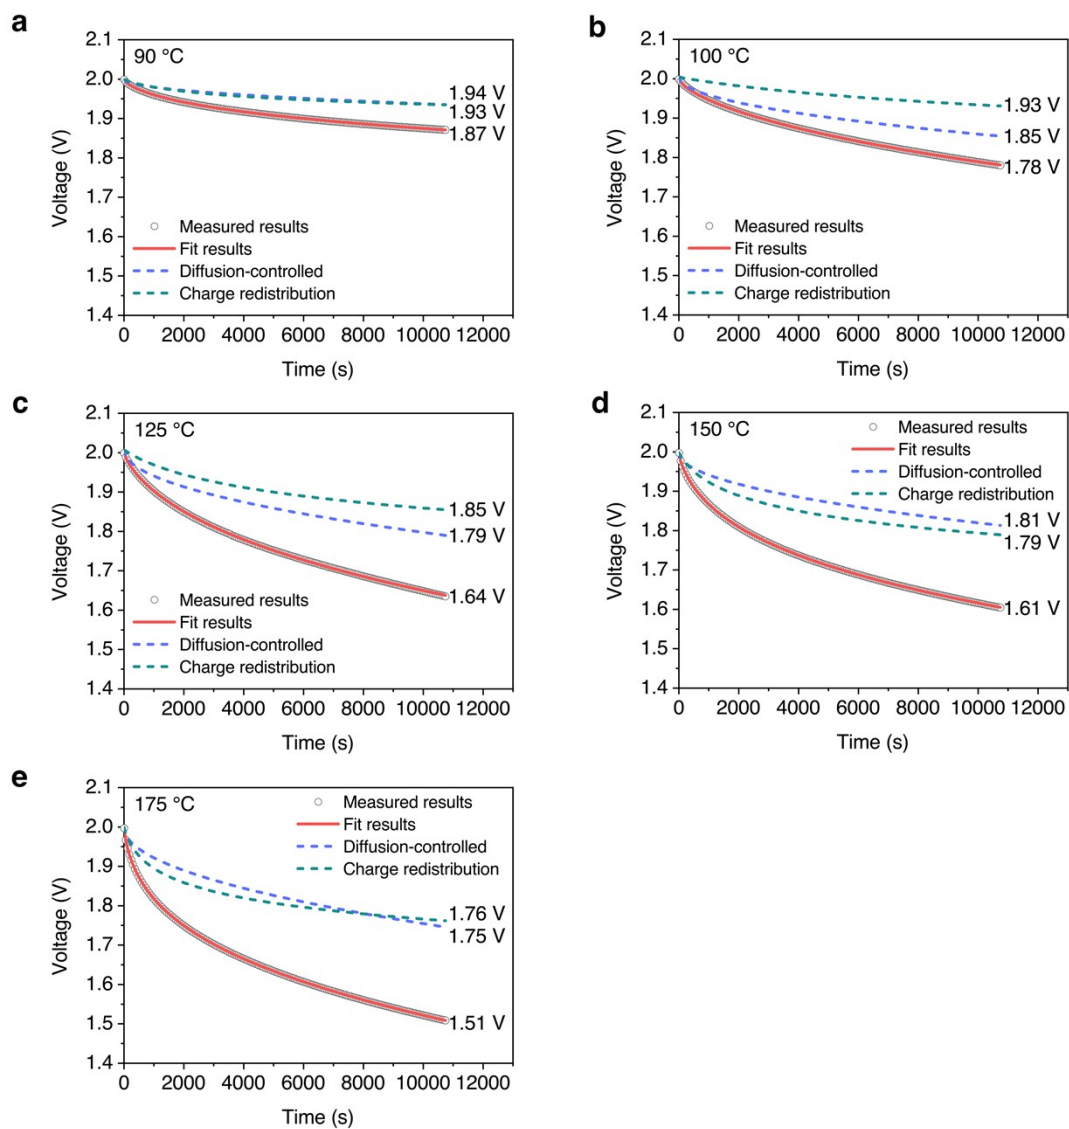 a
90 °C
2.1
2.0
1.9
1.8
1.7
1.6
1.5
1.4
Voltage (V)
1.94 V
1.93 V
1.87 V
Measured results
Fit results
Diffusion-controlled
Charge redistribution
0 2000 4000 6000 8000 10000 12000
Time (s)
b
100 °C
2.1
2.0
1.9
1.8
1.7
1.6
1.5
1.4
Voltage (V)
1.93 V
1.85 V
1.78 V
Measured results
Fit results
Diffusion-controlled
Charge redistribution
0 2000 4000 6000 8000 10000 12000
Time (s)
c
125 °C
2.1
2.0
1.9
1.8
1.7
1.6
1.5
1.4
Voltage (V)
1.85 V
1.79 V
1.64 V
Measured results
Fit results
Diffusion-controlled
Charge redistribution
0 2000 4000 6000 8000 10000 12000
Time (s)
d
150 °C
2.1
2.0
1.9
1.8
1.7
1.6
1.5
1.4
Voltage (V)
Measured results
Fit results
Diffusion-controlled
Charge redistribution
1.81 V
1.79 V
1.61 V
0 2000 4000 6000 8000 10000 12000
Time (s)
e
175 °C
2.1
2.0
1.9
1.8
1.7
1.6
1.5
1.4
Voltage (V)
Measured results
Fit results
Diffusion-controlled
Charge redistribution
1.76 V
1.75 V
1.51 V
0 2000 4000 6000 8000 10000 12000
Time (s)